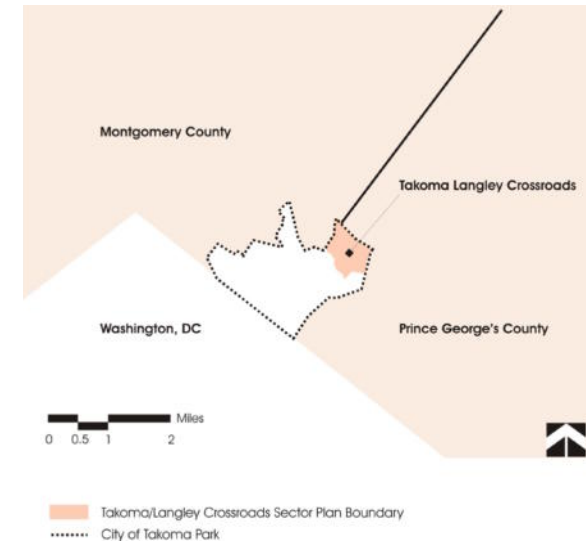 Montgomery County
Takoma Langley Crossroads
Washington, DC
Prince George's County
Miles
0 0.5 1 2
Takoma/Langley Crossroads Sector Plan Boundary
City of Takoma Park